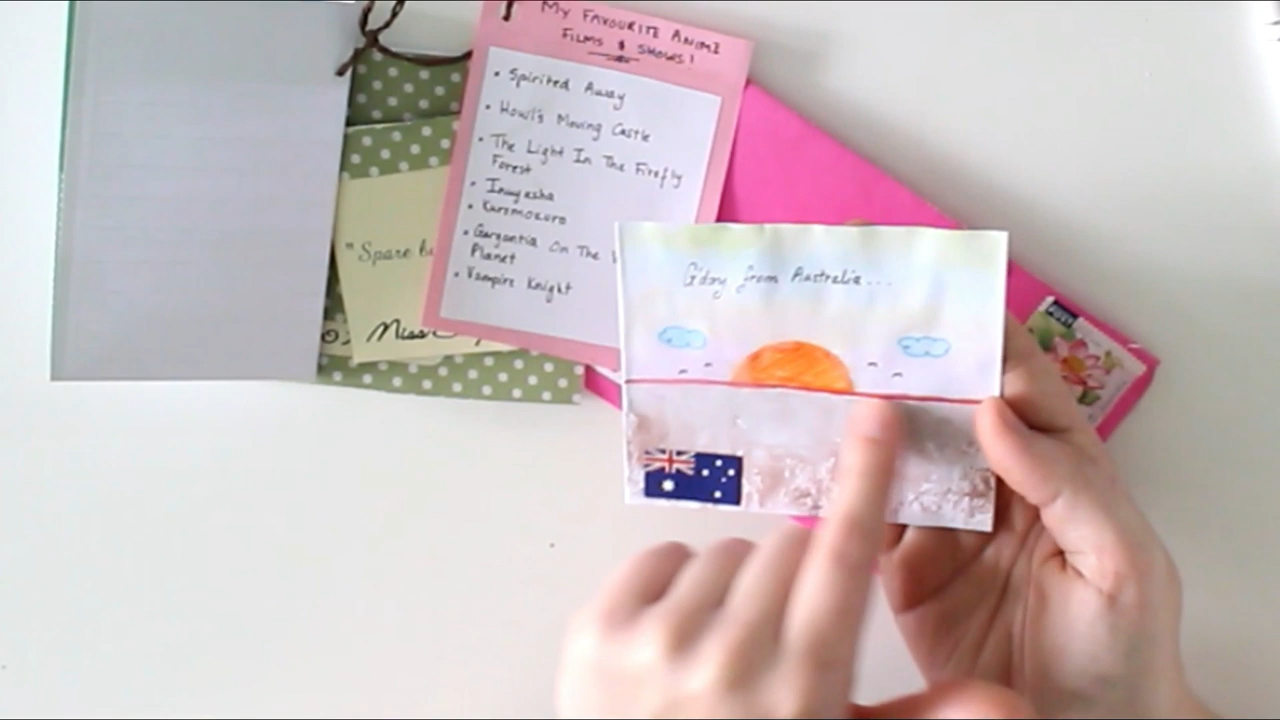 My Favourite Anime
Films & Shows!
• Spirited Away
• Howl's Moving Castle
• The Light In The Firefly
Forest
• Inuyasha
• Kuromokuro
• Gargantia On The
Planet
• Vampire Knight
"Spare
Miss
G'day from Australia...
POST